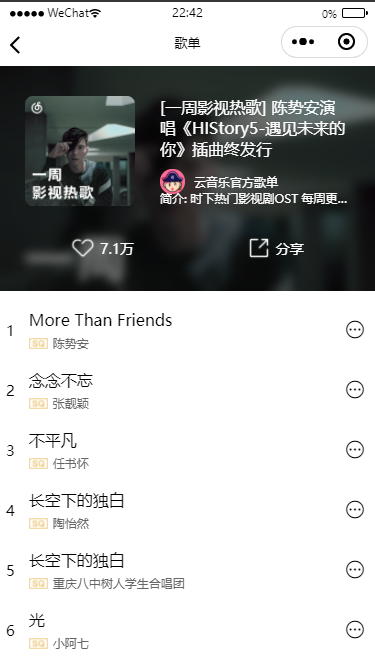 WeChat
22:42
0%
歌单
[一周影视热歌] 陈势安演
唱《HIStory5-遇见未来的
你》插曲终发行
一周
影视热歌
云音乐官方歌单
简介: 时下热门影视剧OST 每周更...
7.1万
分享
1
More Than Friends
SQ 陈势安
2
念念不忘
SQ 张靓颖
3
不平凡
SQ 任书怀
4
长空下的独白
SQ 陶怡然
5
长空下的独白
SQ 重庆八中树人学生合唱团
6
光
SQ 小阿七